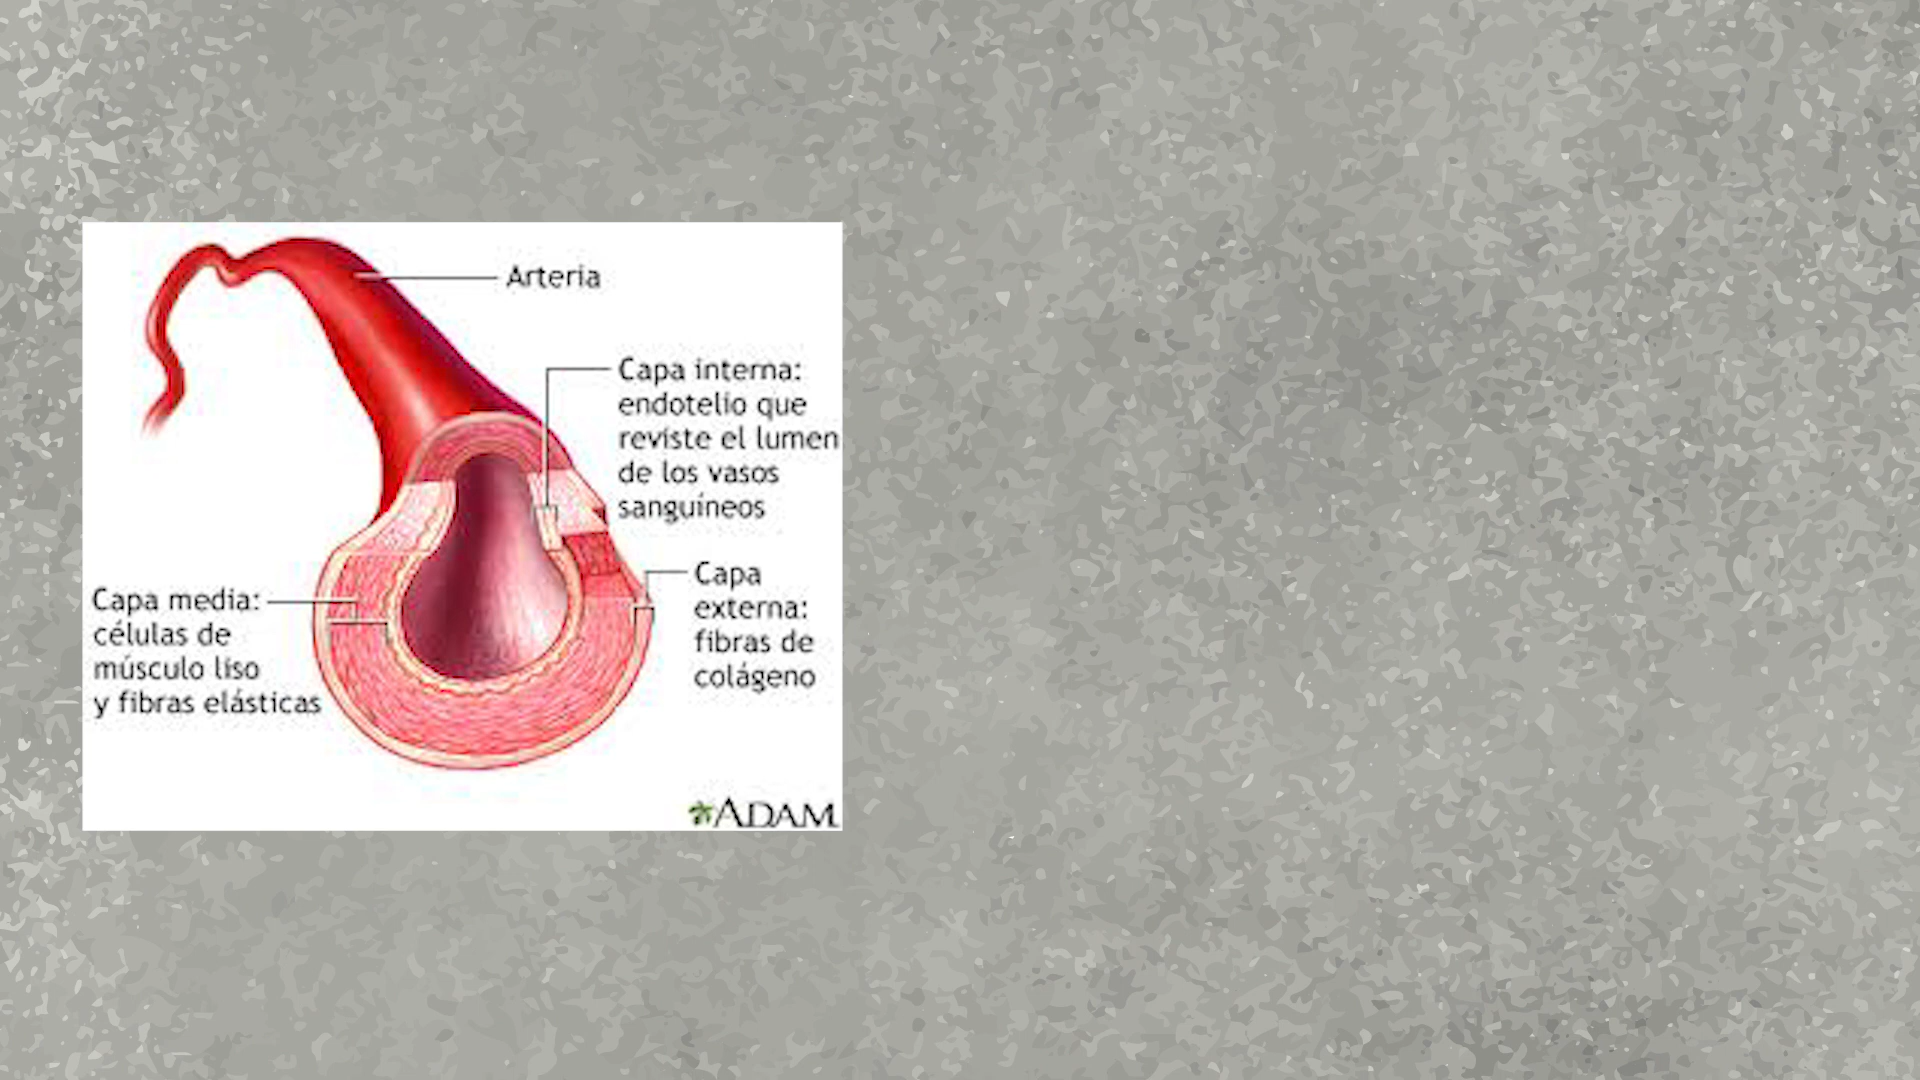 Arteria
Capa interna:
endotelio que
reviste el lumen
de los vasos
sanguíneos
Capa
externa:
fibras de
colágeno
Capa media:
células de
músculo liso
y fibras elásticas
ADAM